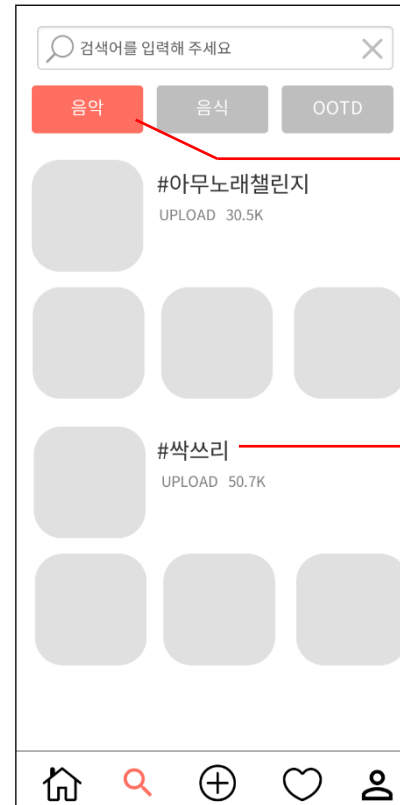 검색어를 입력해 주세요
음악 음식 OOTD
#아무노래챌린지
UPLOAD 30.5K
#싹쓰리
UPLOAD 50.7K